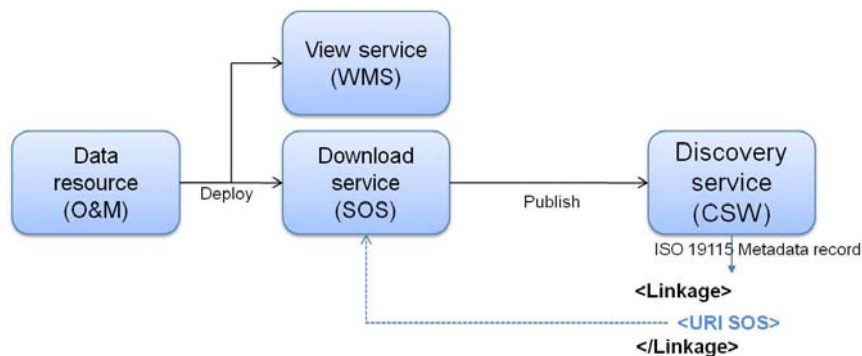 View service
(WMS)
Data
resource
(O&M)
Deploy
Download
service
(SOS)
Publish
Discovery
service
(CSW)
ISO 19115 Metadata record
<Linkage>
<URI SOS>
</Linkage>